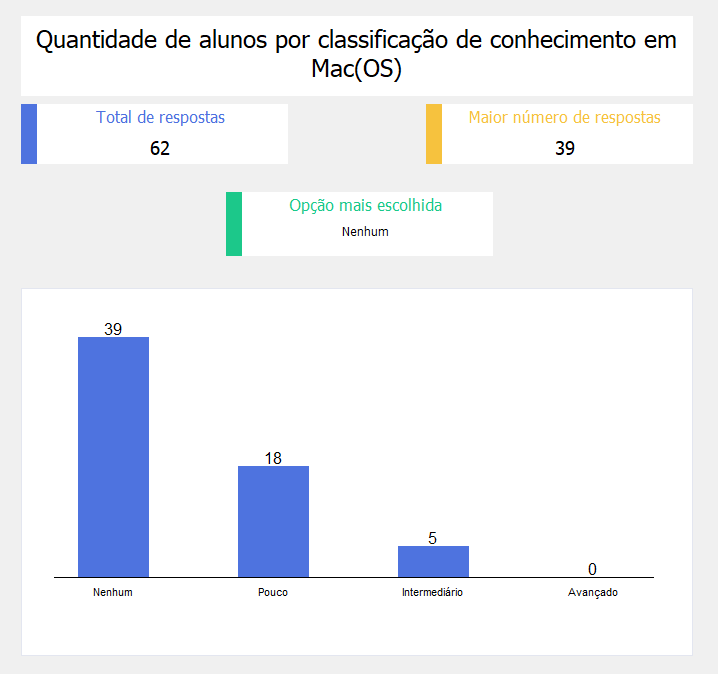 Quantidade de alunos por classificação de conhecimento em
Mac(OS)
Total de respostas
62
Maior número de respostas
39
Opção mais escolhida
Nenhum
39
18
5
0
Nenhum
Pouco
Intermediário
Avançado